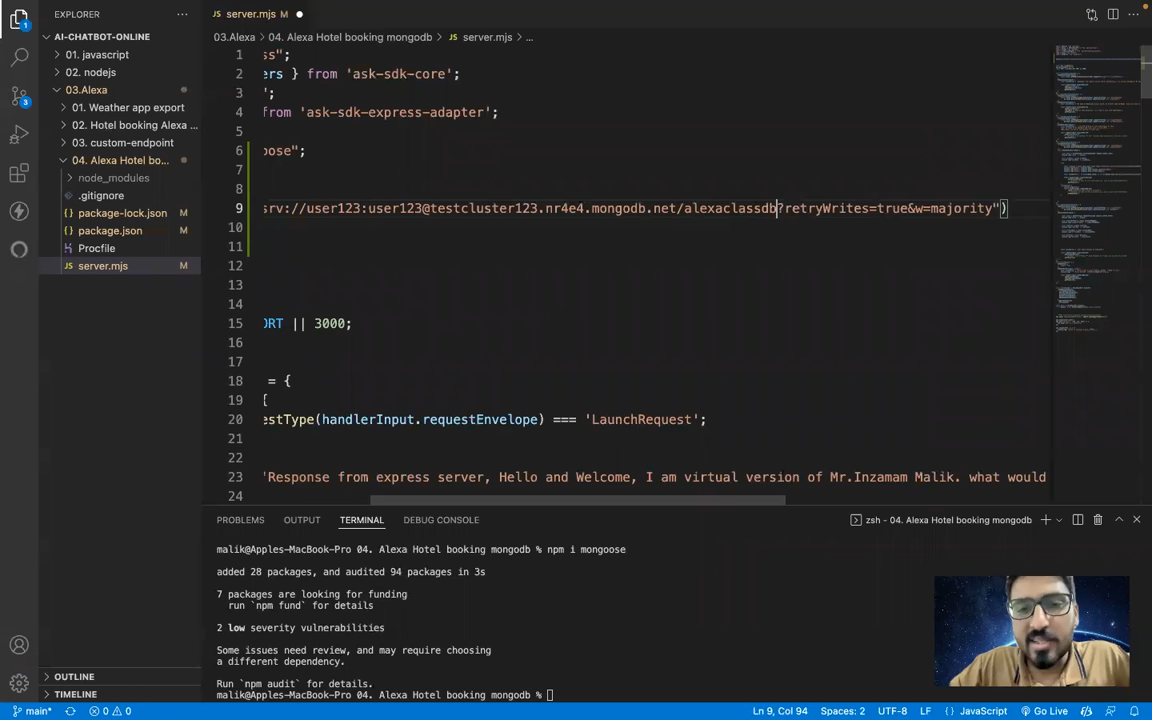 EXPLORER
AI-CHATBOT-ONLINE
01. javascript
02. nodejs
03.Alexa
01. Weather app export
02. Hotel booking Alexa ...
03. custom-endpoint
04. Alexa Hotel bo...
node_modules
.gitignore
package-lock.json M
package.json M
Procfile
server.mjs M
OUTLINE
TIMELINE
server.mjs M
03.Alexa > 04. Alexa Hotel booking mongodb > server.mjs > ...
1 ss";
2 ers } from 'ask-sdk-core';
3 ';
4 from 'ask-sdk-express-adapter';
5
6 oose";
7
8
9 srv://user123:user123@testcluster123.nr4e4.mongodb.net/alexaclassdb?retryWrites=true&w=majority")
10
11
12
13
14
15 ORT || 3000;
16
17
18 = {
19 {
20 estType(handlerInput.requestEnvelope) === 'LaunchRequest';
21
22
23 'Response from express server, Hello and Welcome, I am virtual version of Mr.Inzamam Malik. what would
24
PROBLEMS OUTPUT TERMINAL DEBUG CONSOLE
zsh - 04. Alexa Hotel booking mongodb
malik@Apples-MacBook-Pro 04. Alexa Hotel booking mongodb % npm i mongoose
added 28 packages, and audited 94 packages in 3s
7 packages are looking for funding
run `npm fund` for details
2 low severity vulnerabilities
Some issues need review, and may require choosing
a different dependency.
Run `npm audit` for details.
malik@Apples-MacBook-Pro 04. Alexa Hotel booking mongodb %
main* 0 0 Ln 9, Col 94 Spaces: 2 UTF-8 LF JavaScript Go Live